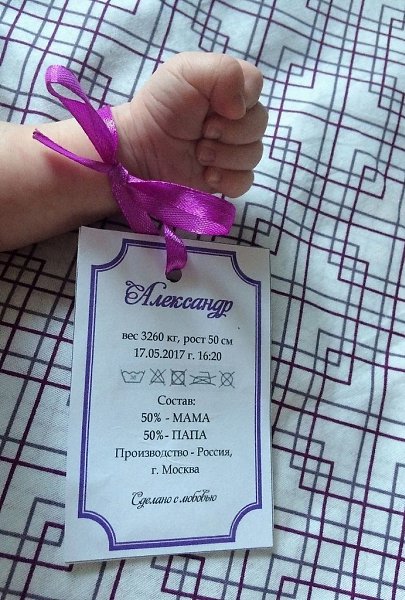 Александр
вес 3260 кг, рост 50 см
17.05.2017 г. 16:20
Состав:
50% - МАМА
50%- ПАПА
Производство - Россия,
г. Москва
Сделано с любовью